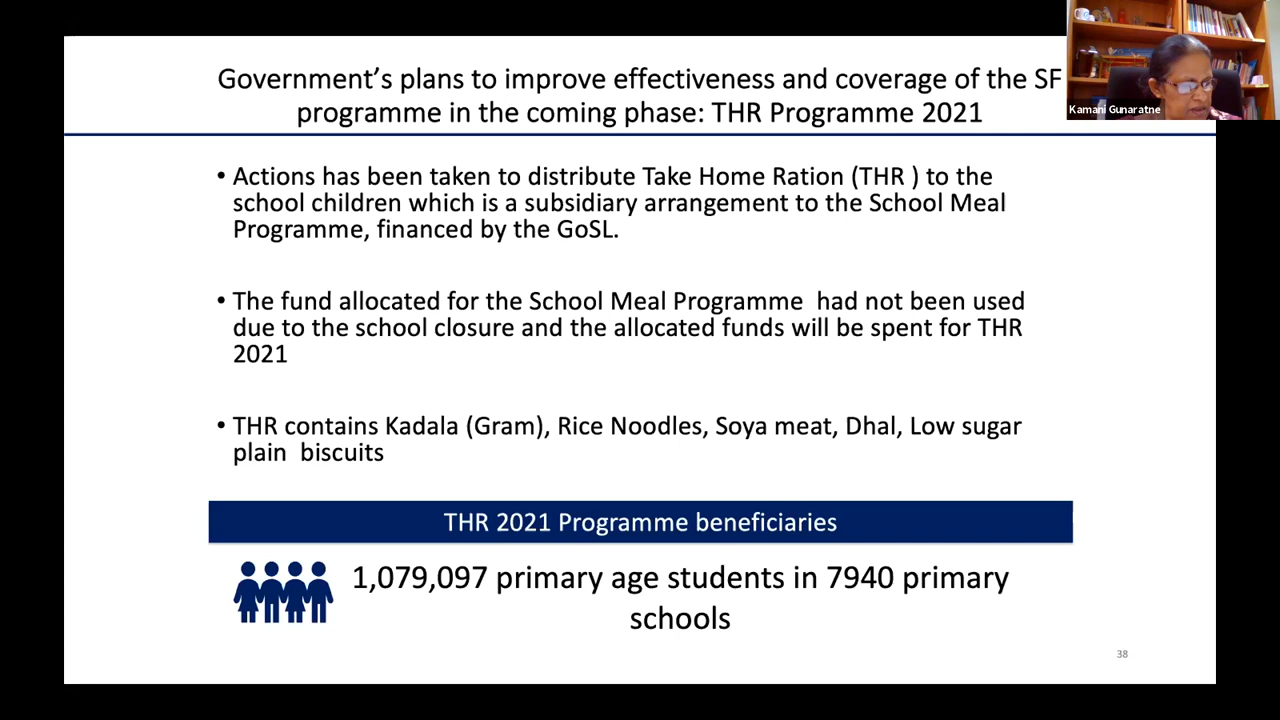 Government's plans to improve effectiveness and coverage of the SF
programme in the coming phase: THR Programme 2021
Kamani Gunaratne
• Actions has been taken to distribute Take Home Ration (THR ) to the
school children which is a subsidiary arrangement to the School Meal
Programme, financed by the GoSL.
• The fund allocated for the School Meal Programme  had not been used
due to the school closure and the allocated funds will be spent for THR
2021
• THR contains Kadala (Gram), Rice Noodles, Soya meat, Dhal, Low sugar
plain  biscuits
THR 2021 Programme beneficiaries
1,079,097 primary age students in 7940 primary
schools
38